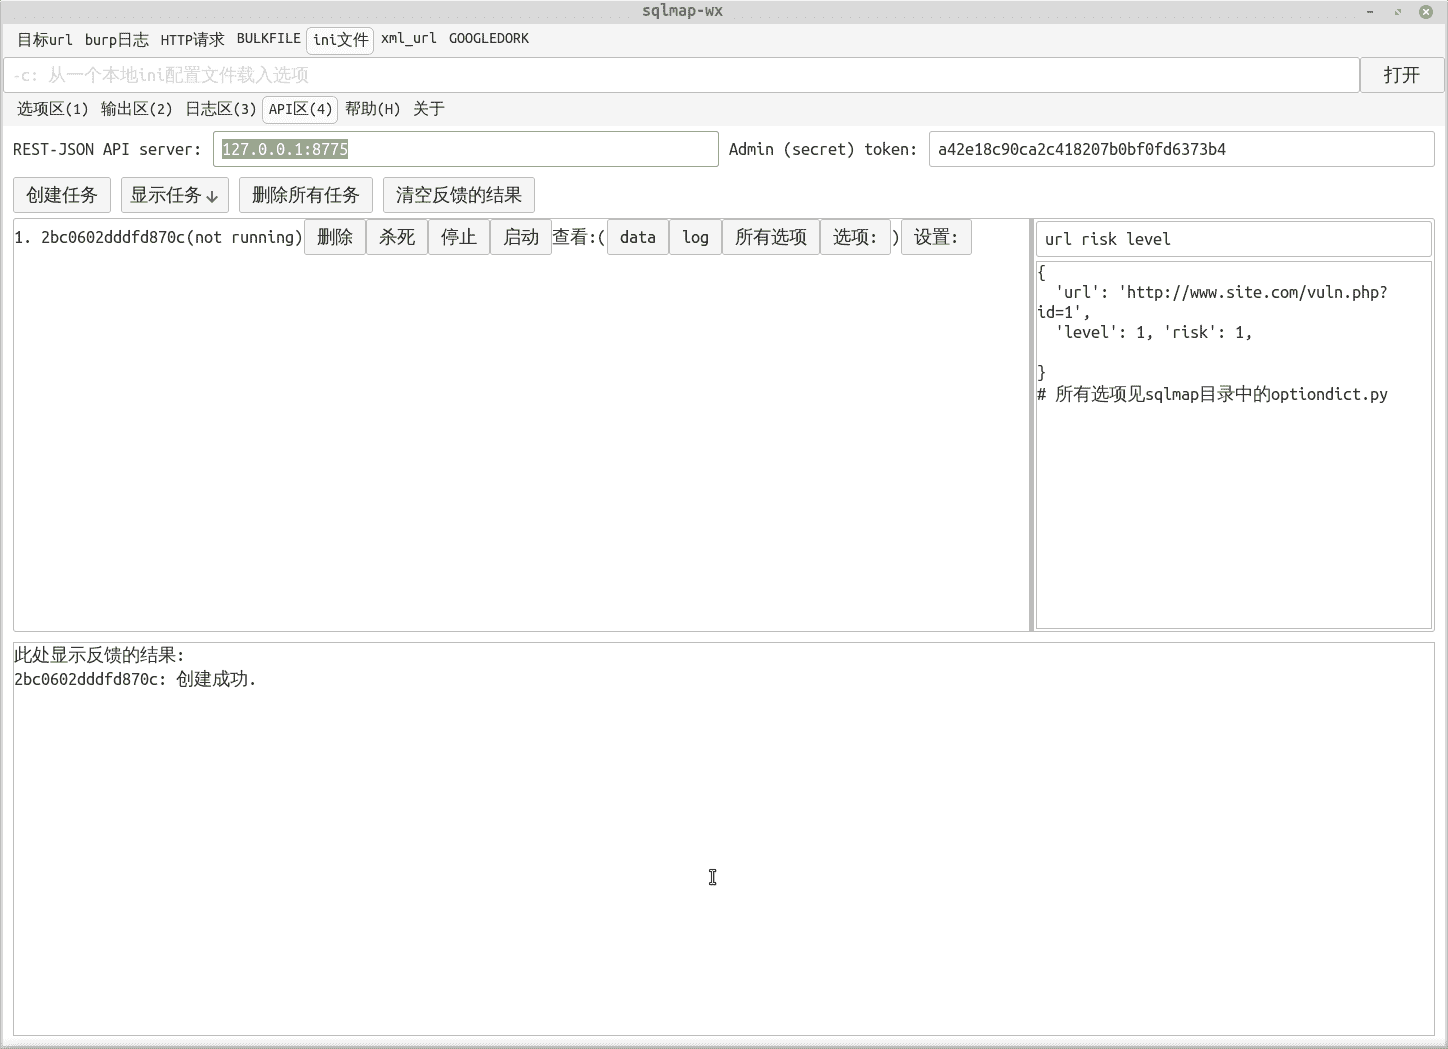 sqlmap-wx
目标url burp日志 HTTP请求 BULKFILE ini文件 xml_url GOOGLEDORK
-c: 从一个本地ini配置文件载入选项 打开
选项区(1) 输出区(2) 日志区(3) API区(4) 帮助(H) 关于
REST-JSON API server: 127.0.0.1:8775 Admin (secret) token: a42e18c90ca2c418207b0bf0fd6373b4
创建任务 显示任务↓ 删除所有任务 清空反馈的结果
1. 2bc0602dddfd870c(not running) 删除 杀死 停止 启动 查看:( data log 所有选项 选项: ) 设置:
url risk level
{
'url': 'http://www.site.com/vuln.php?
id=1',
'level': 1, 'risk': 1,
}
# 所有选项见sqlmap目录中的optiondict.py
此处显示反馈的结果:
2bc0602dddfd870c: 创建成功.